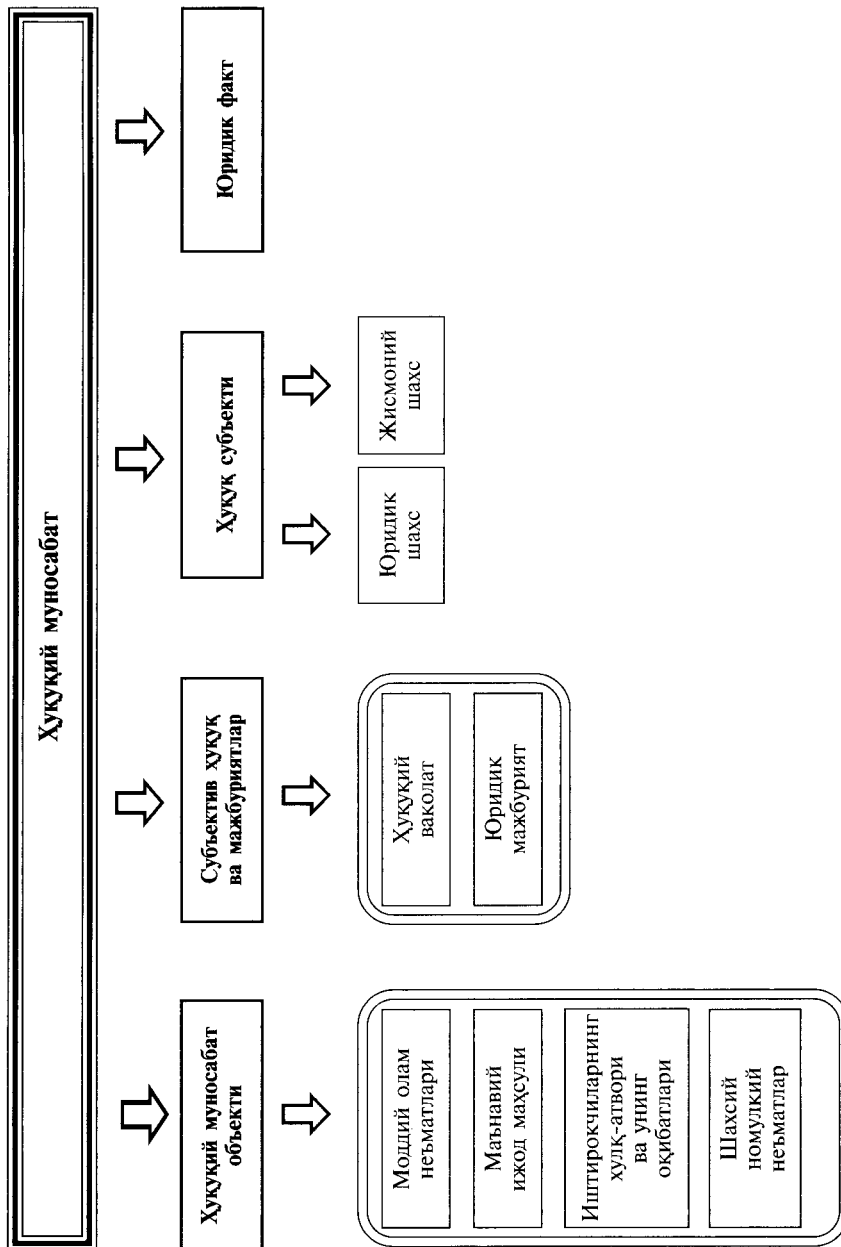 Ҳуқуқий муносабат
Ҳуқуқий муносабат
объекти
Субъектив ҳуқуқ
ва мажбуриятлар
Ҳуқуқ субъекти
Юридик факт
Моддий олам
неъматлари
Маънавий
ижод маҳсули
Иштирокчиларнинг
хулқ-атвори
ва унинг
оқибатлари
Шахсий
номулкий
неъматлар
Ҳуқуқий
ваколат
Юридик
мажбурият
Юридик
шахс
Жисмоний
шахс